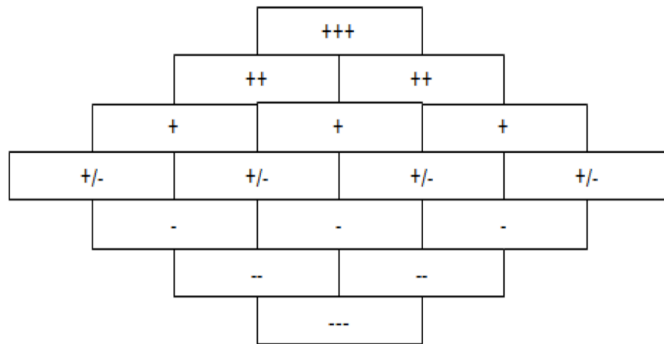 +++
++ ++
+ + +
+/- +/- +/- +/-
- - -
-- --
---